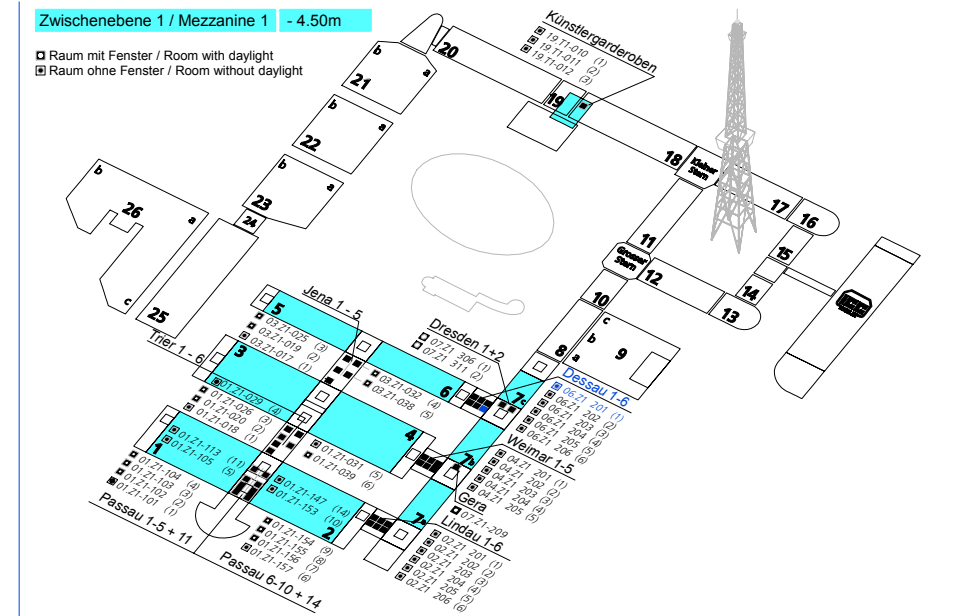 Zwischenebene 1 / Mezzanine 1 - 4.50m
Raum mit Fenster / Room with daylight
Raum ohne Fenster / Room without daylight
Künstlergarderoben
19.T1-010 (1)
19.T1-011 (2)
19.T1-012 (3)
b
a
21
20
19
b
a
22
b
a
23
24
b
26
a
c
25
18
Kleiner
Stern
17
16
15
14
13
11
Grosser
Stern
12
10
8
c
b
a
9
Jena 1 - 5
03.Z1-025 (3)
03.Z1-019 (2)
03.Z1-017 (1)
03.Z1-032 (4)
03.Z1-038 (5)
5
6
Dresden 1+2
07.Z1 306 (1)
07.Z1 311 (2)
7c
Dessau 1-6
06.Z1 201 (1)
06.Z1 202 (2)
06.Z1 203 (3)
06.Z1 204 (4)
06.Z1 205 (5)
06.Z1 206 (6)
Trier 1 - 6
3
01.Z1-029 (4)
01.Z1-026 (3)
01.Z1-020 (2)
01.Z1-018 (1)
01.Z1-031 (5)
01.Z1-039 (6)
4
7b
Weimar 1-5
04.Z1 201 (1)
04.Z1 202 (2)
04.Z1 203 (3)
04.Z1 204 (4)
04.Z1 205 (5)
Gera
07.Z1-209
7a
Lindau 1-6
02.Z1 201 (1)
02.Z1 202 (2)
02.Z1 203 (3)
02.Z1 204 (4)
02.Z1 205 (5)
02.Z1 206 (6)
1
01.Z1-113 (11)
01.Z1-105 (5)
01.Z1-104 (4)
01.Z1-103 (3)
01.Z1-102 (2)
01.Z1-101 (1)
Passau 1-5 + 11
01.Z1-147 (14)
01.Z1-153 (10)
2
01.Z1-154 (9)
01.Z1-155 (8)
01.Z1-156 (7)
01.Z1-157 (6)
Passau 6-10 + 14